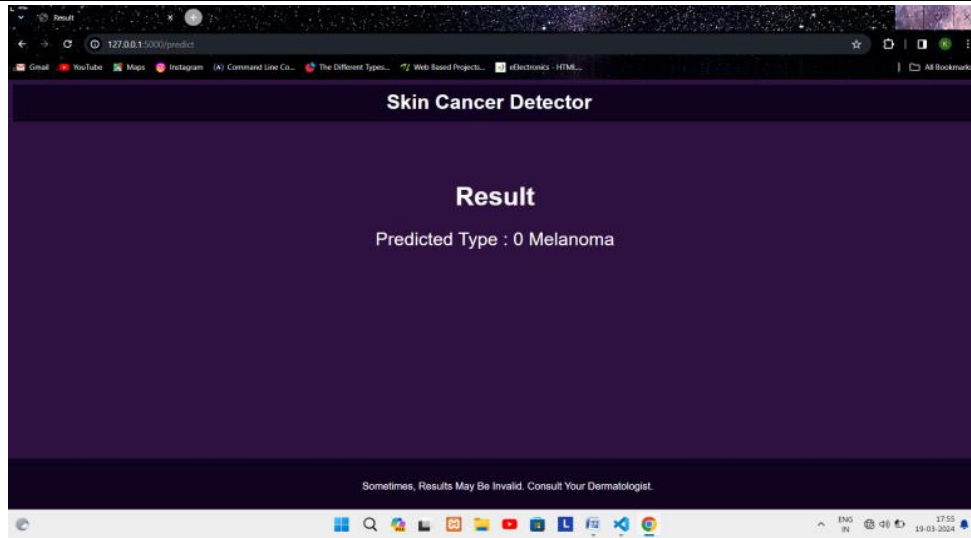 Result
127.0.0.1:5000/predict
Gmail YouTube Maps Instagram (A) Command Line Co... The Different Types... Web Based Projects... eElectronics - HTML... All Bookmarks
Skin Cancer Detector
Result
Predicted Type : 0 Melanoma
Sometimes, Results May Be Invalid. Consult Your Dermatologist.
ENG 17:55
IN 19-03-2024